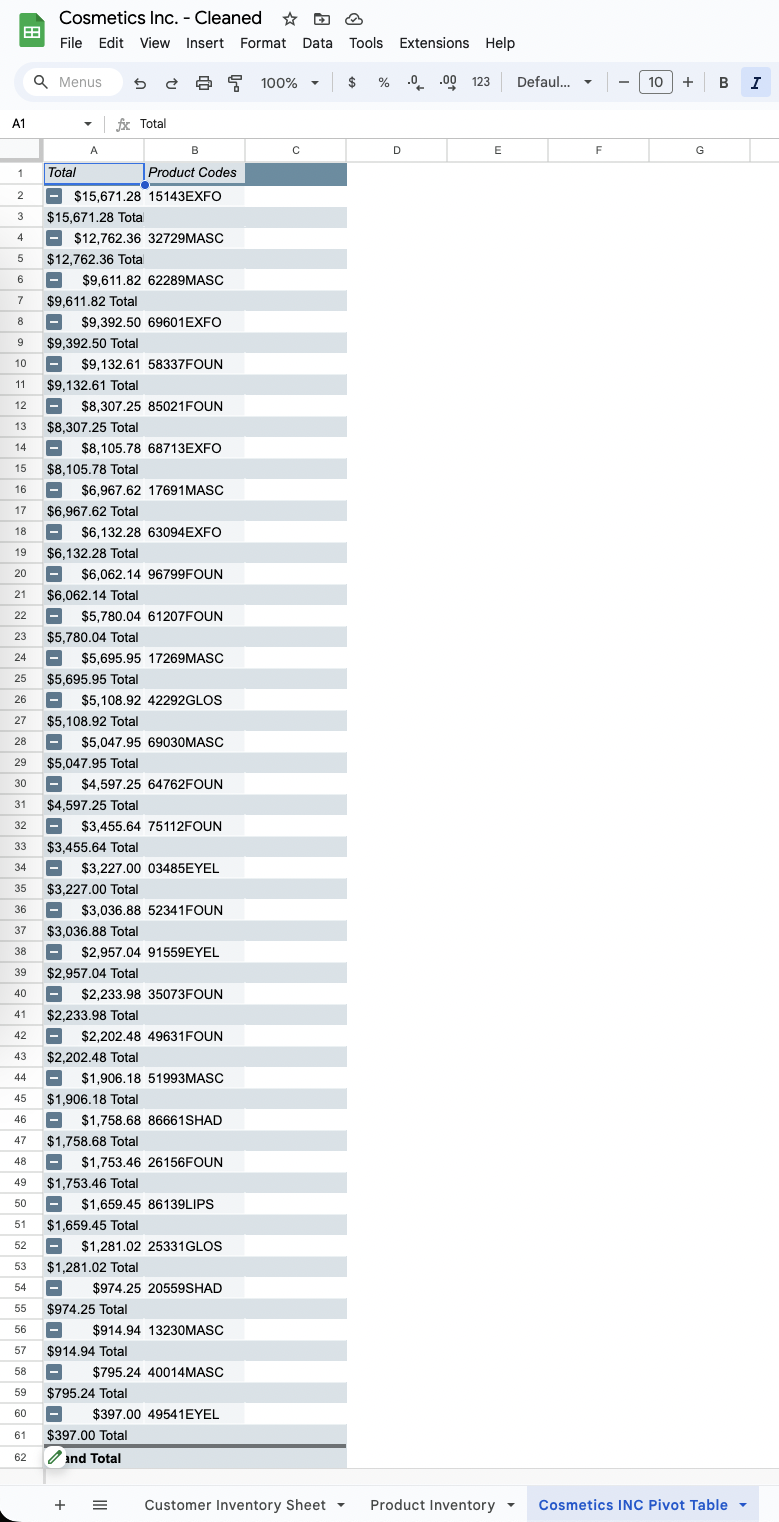 Cosmetics Inc. - Cleaned
File Edit View Insert Format Data Tools Extensions Help
Menus 100% $ % .0 .00 123 Defaul... 10 B I
A1 fx Total
A B C D E F G
1 Total Product Codes
2 $15,671.28 15143EXFO
3 $15,671.28 Total
4 $12,762.36 32729MASC
5 $12,762.36 Total
6 $9,611.82 62289MASC
7 $9,611.82 Total
8 $9,392.50 69601EXFO
9 $9,392.50 Total
10 $9,132.61 58337FOUN
11 $9,132.61 Total
12 $8,307.25 85021FOUN
13 $8,307.25 Total
14 $8,105.78 68713EXFO
15 $8,105.78 Total
16 $6,967.62 17691MASC
17 $6,967.62 Total
18 $6,132.28 63094EXFO
19 $6,132.28 Total
20 $6,062.14 96799FOUN
21 $6,062.14 Total
22 $5,780.04 61207FOUN
23 $5,780.04 Total
24 $5,695.95 17269MASC
25 $5,695.95 Total
26 $5,108.92 42292GLOS
27 $5,108.92 Total
28 $5,047.95 69030MASC
29 $5,047.95 Total
30 $4,597.25 64762FOUN
31 $4,597.25 Total
32 $3,455.64 75112FOUN
33 $3,455.64 Total
34 $3,227.00 03485EYEL
35 $3,227.00 Total
36 $3,036.88 52341FOUN
37 $3,036.88 Total
38 $2,957.04 91559EYEL
39 $2,957.04 Total
40 $2,233.98 35073FOUN
41 $2,233.98 Total
42 $2,202.48 49631FOUN
43 $2,202.48 Total
44 $1,906.18 51993MASC
45 $1,906.18 Total
46 $1,758.68 86661SHAD
47 $1,758.68 Total
48 $1,753.46 26156FOUN
49 $1,753.46 Total
50 $1,659.45 86139LIPS
51 $1,659.45 Total
52 $1,281.02 25331GLOS
53 $1,281.02 Total
54 $974.25 20559SHAD
55 $974.25 Total
56 $914.94 13230MASC
57 $914.94 Total
58 $795.24 40014MASC
59 $795.24 Total
60 $397.00 49541EYEL
61 $397.00 Total
62 and Total
Customer Inventory Sheet Product Inventory Cosmetics INC Pivot Table